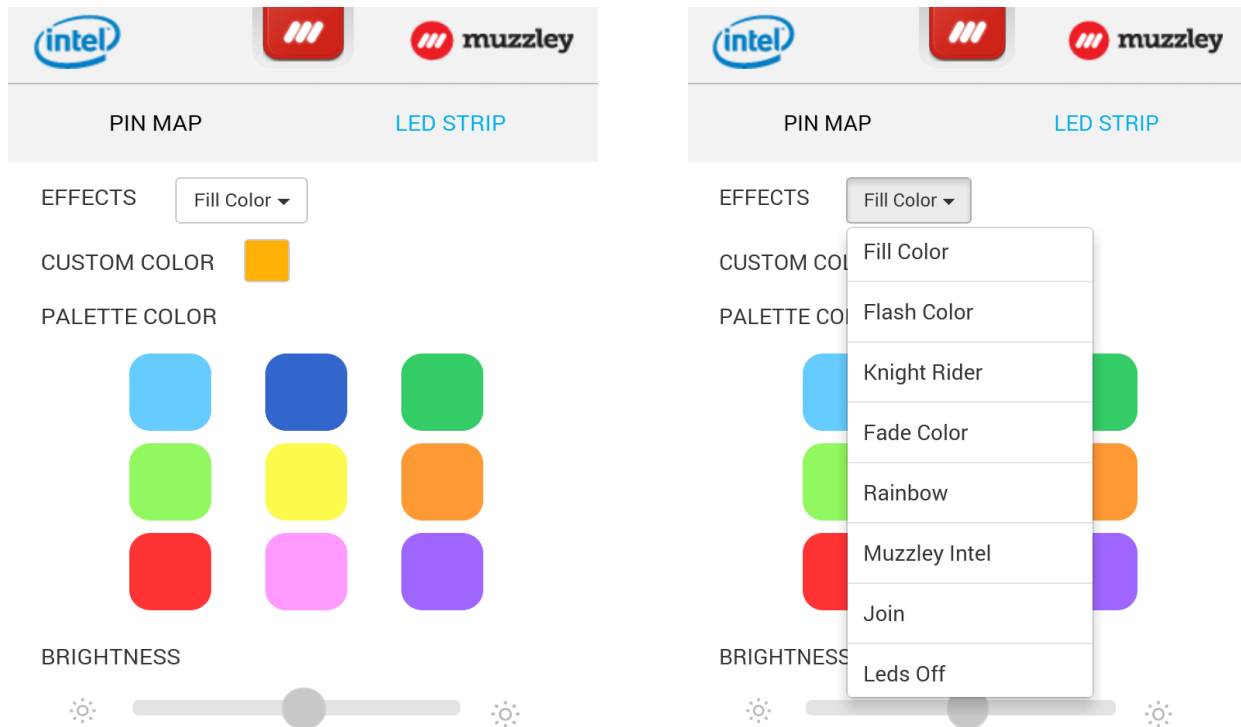 intel
muzzley
PIN MAP
LED STRIP
EFFECTS
Fill Color
CUSTOM COLOR
PALETTE COLOR
BRIGHTNESS
intel
muzzley
PIN MAP
LED STRIP
EFFECTS
Fill Color
CUSTOM COL
PALETTE CO
BRIGHTNESS
Fill Color
Flash Color
Knight Rider
Fade Color
Rainbow
Muzzley Intel
Join
Leds Off